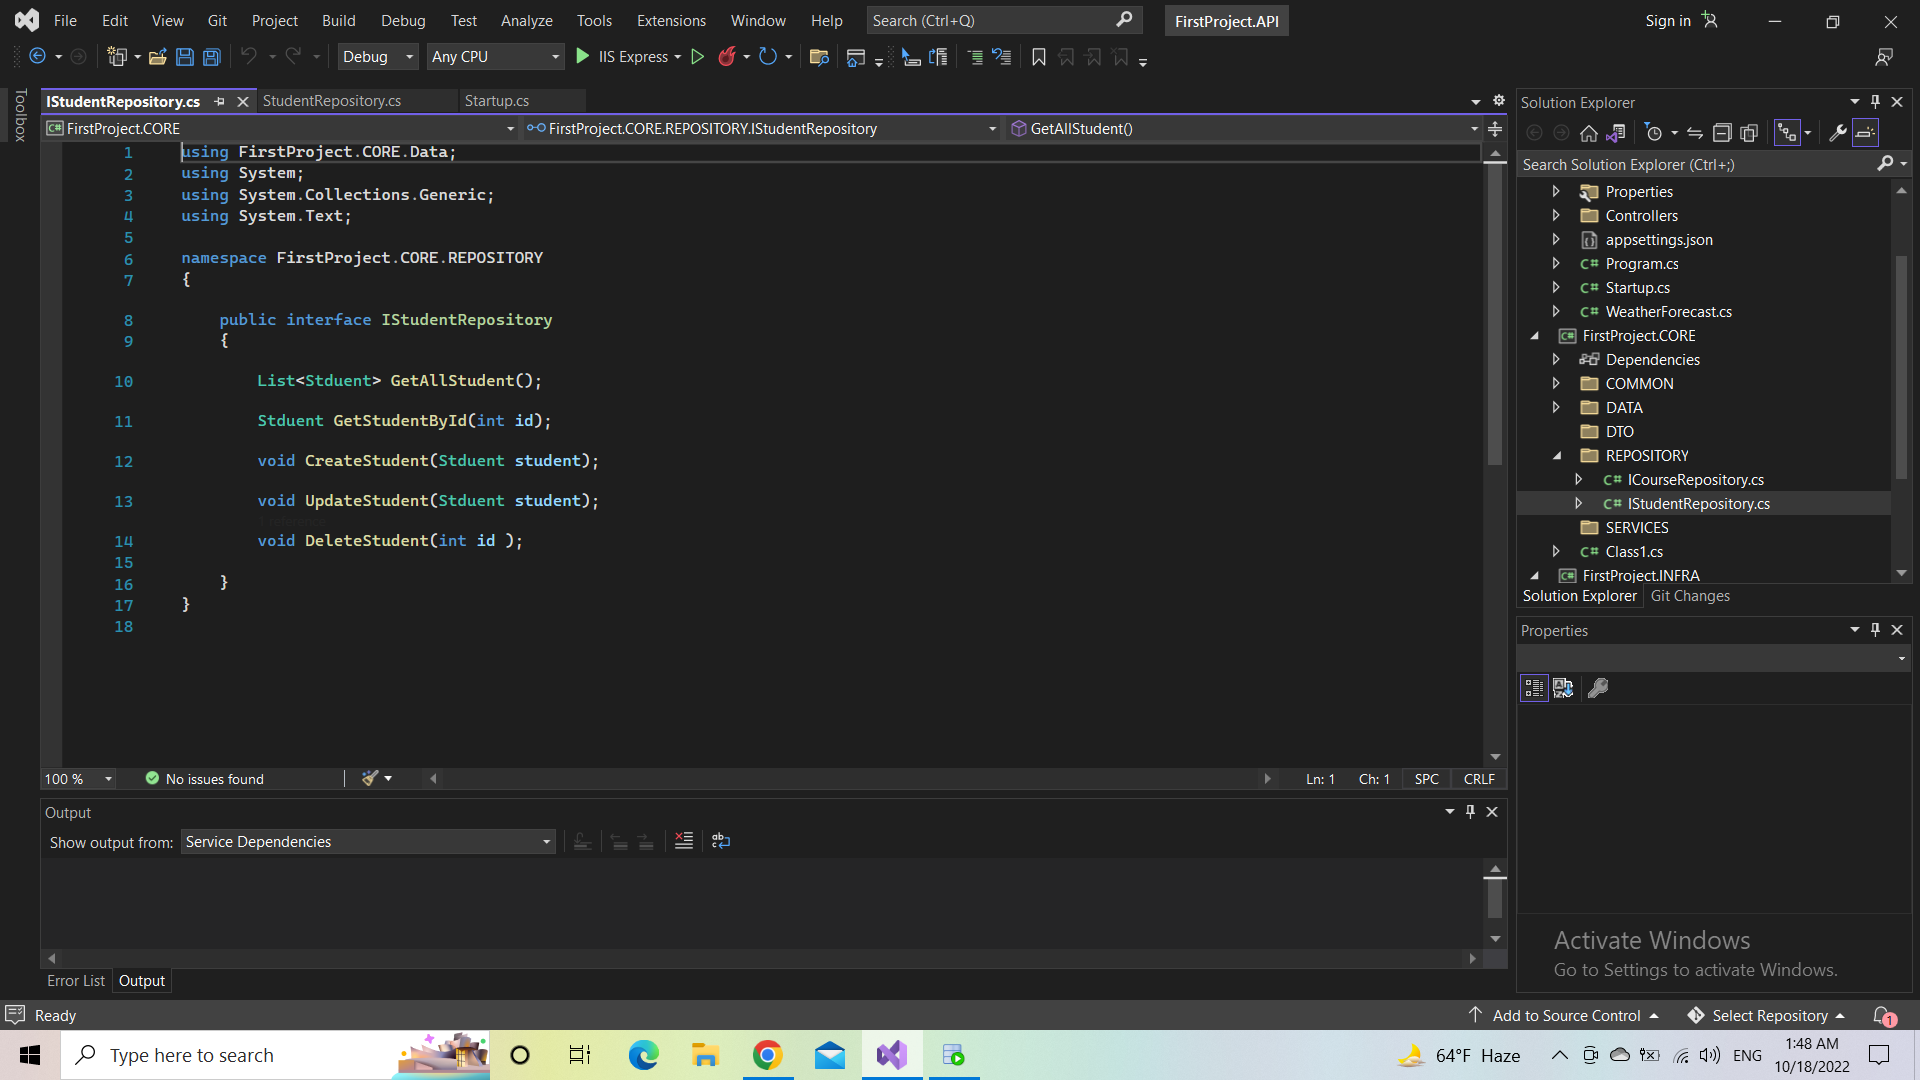 File Edit View Git Project Build Debug Test Analyze Tools Extensions Window Help Search (Ctrl+Q) FirstProject.API Sign in
Debug Any CPU IIS Express
Toolbox
IStudentRepository.cs StudentRepository.cs Startup.cs
FirstProject.CORE FirstProject.CORE.REPOSITORY.IStudentRepository GetAllStudent()
1 using FirstProject.CORE.Data;
2 using System;
3 using System.Collections.Generic;
4 using System.Text;
5
6 namespace FirstProject.CORE.REPOSITORY
7 {
8 public interface IStudentRepository
9 {
10 List<Stduent> GetAllStudent();
11 Stduent GetStudentById(int id);
12 void CreateStudent(Stduent student);
13 void UpdateStudent(Stduent student);
1 reference
14 void DeleteStudent(int id );
15
16 }
17 }
18
100 % No issues found Ln: 1 Ch: 1 SPC CRLF
Output
Show output from: Service Dependencies
Error List Output
Solution Explorer
Search Solution Explorer (Ctrl+;)
Properties
Controllers
appsettings.json
C# Program.cs
C# Startup.cs
C# WeatherForecast.cs
C# FirstProject.CORE
Dependencies
COMMON
DATA
DTO
REPOSITORY
C# ICourseRepository.cs
C# IStudentRepository.cs
SERVICES
C# Class1.cs
C# FirstProject.INFRA
Solution Explorer Git Changes
Properties
Activate Windows
Go to Settings to activate Windows.
Ready Add to Source Control Select Repository 1
Type here to search 64°F Haze ENG 1:48 AM
10/18/2022